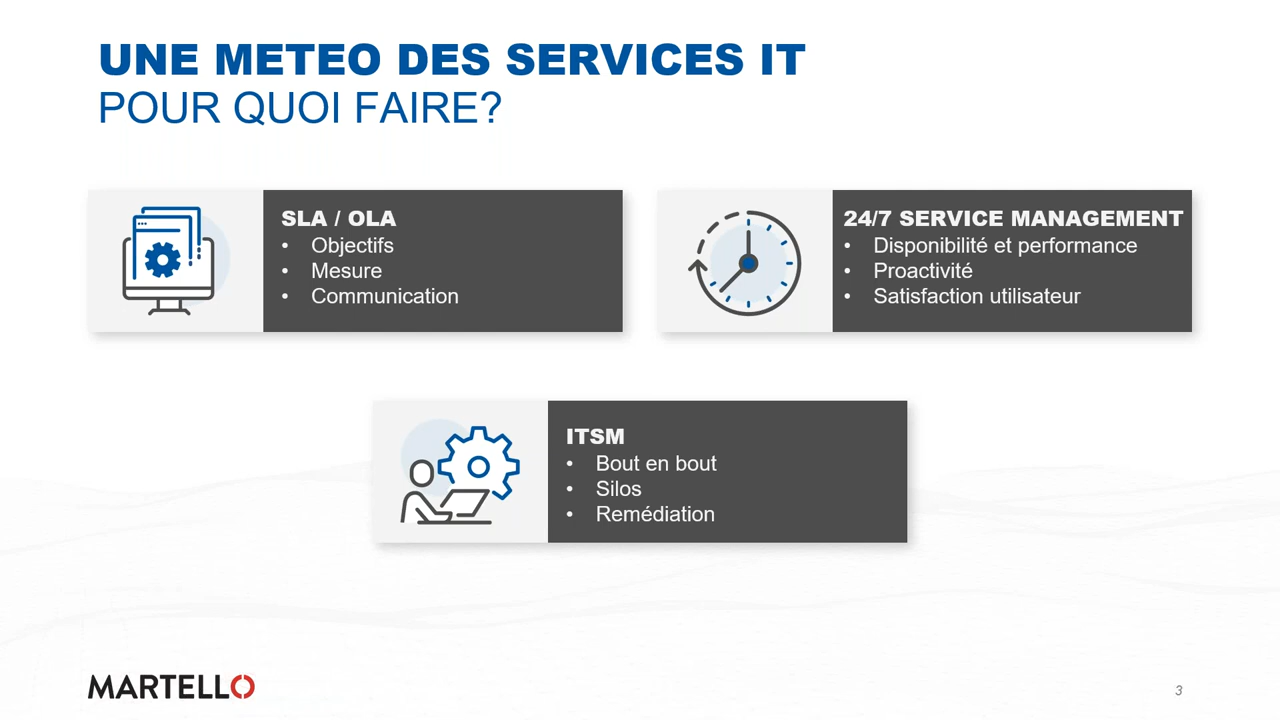 UNE METEO DES SERVICES IT
POUR QUOI FAIRE?
SLA / OLA
• Objectifs
• Mesure
• Communication
24/7 SERVICE MANAGEMENT
• Disponibilité et performance
• Proactivité
• Satisfaction utilisateur
ITSM
• Bout en bout
• Silos
• Remédiation
MARTELLO
3